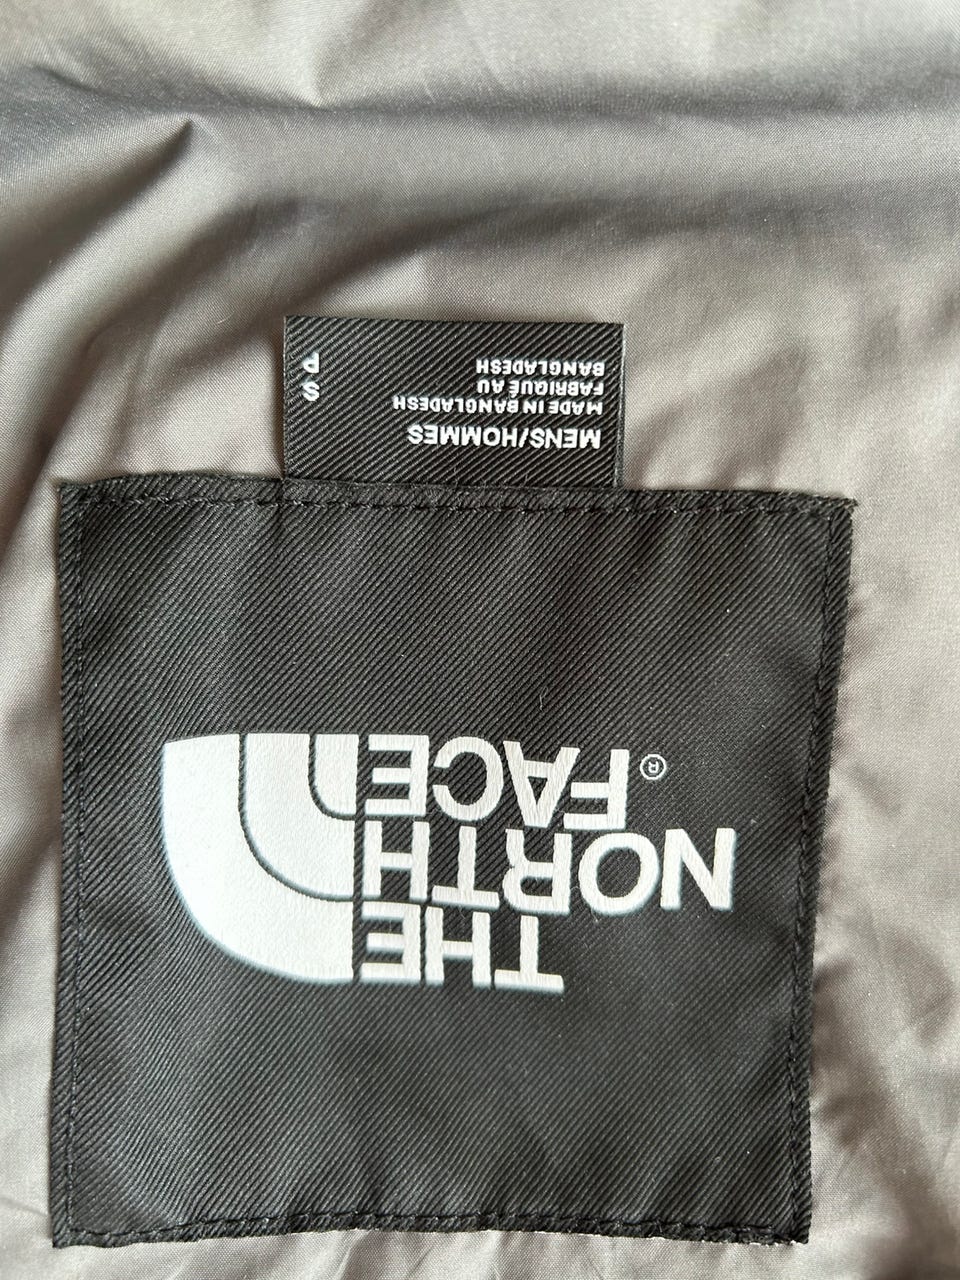 THE
NORTH
FACE®
MENS/HOMMES
MADE IN BANGLADESH
FABRIQUÉ AU
BANGLADESH
S
P